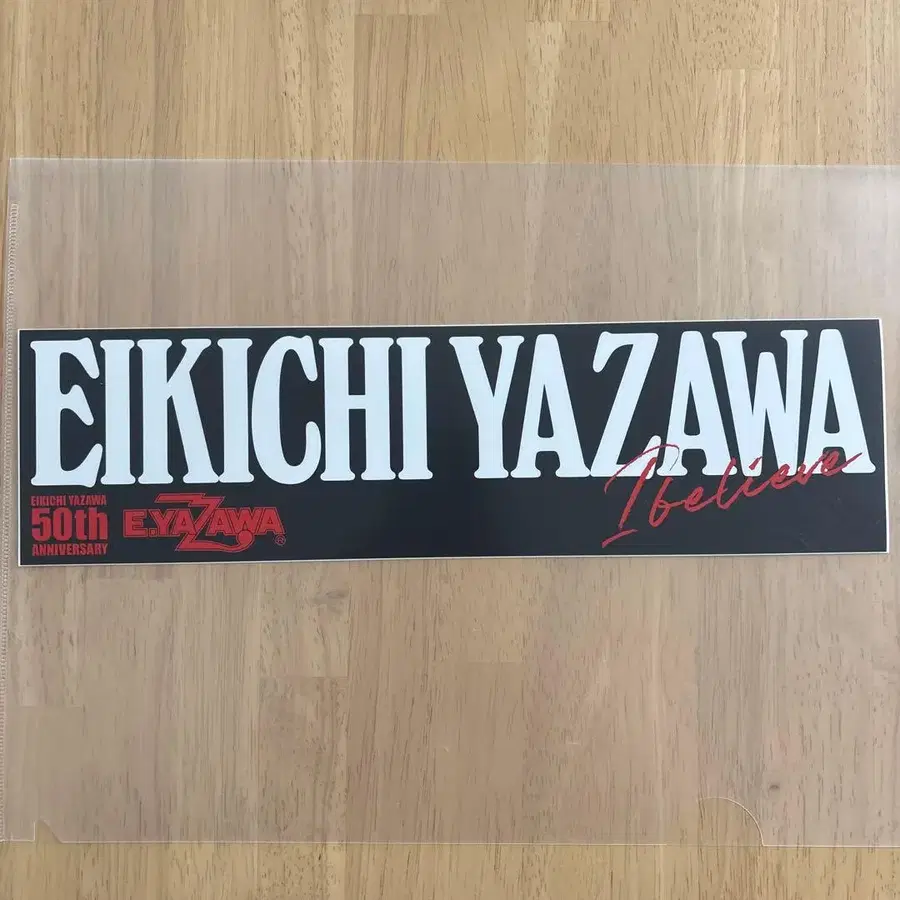 EIKICHI YAZAWA
I believe
EIKICHI YAZAWA
50th
ANNIVERSARY
E.YAZAWA®